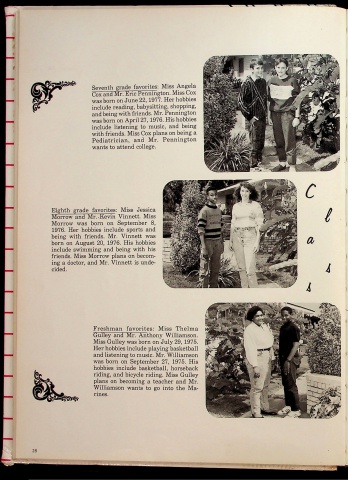 Seventh grade favorites: Miss Angela
Cox and Mr. Eric Pennington. Miss Cox
was born on June 22, 1977. Her hobbies
include reading, babysitting, shopping,
and being with friends. Mr. Pennington
was born on April 27, 1976. His hobbies
include listening to music, and being
with friends. Miss Cox plans on being a
Pediatrician, and Mr. Pennington
wants to attend college.
Eighth grade favorites: Miss Jessica
Morrow and Mr. Kevin Vinnett. Miss
Morrow was born on September 8,
1976. Her hobbies include sports and
being with friends. Mr. Vinnett was
born on August 20, 1976. His hobbies
include swimming and being with his
friends. Miss Morrow plans on becom-
ing a doctor, and Mr. Vinnett is unde-
cided.
Class
Freshman favorites: Miss Thelma
Gulley and Mr. Anthony Williamson.
Miss Gulley was born on July 29, 1975.
Her hobbies include playing basketball
and listening to music. Mr. Williamson
was born on September 27, 1975. His
hobbies include basketball, horseback
riding, and bicycle riding. Miss Gulley
plans on becoming a teacher and Mr.
Williamson wants to go into the Ma-
rines.